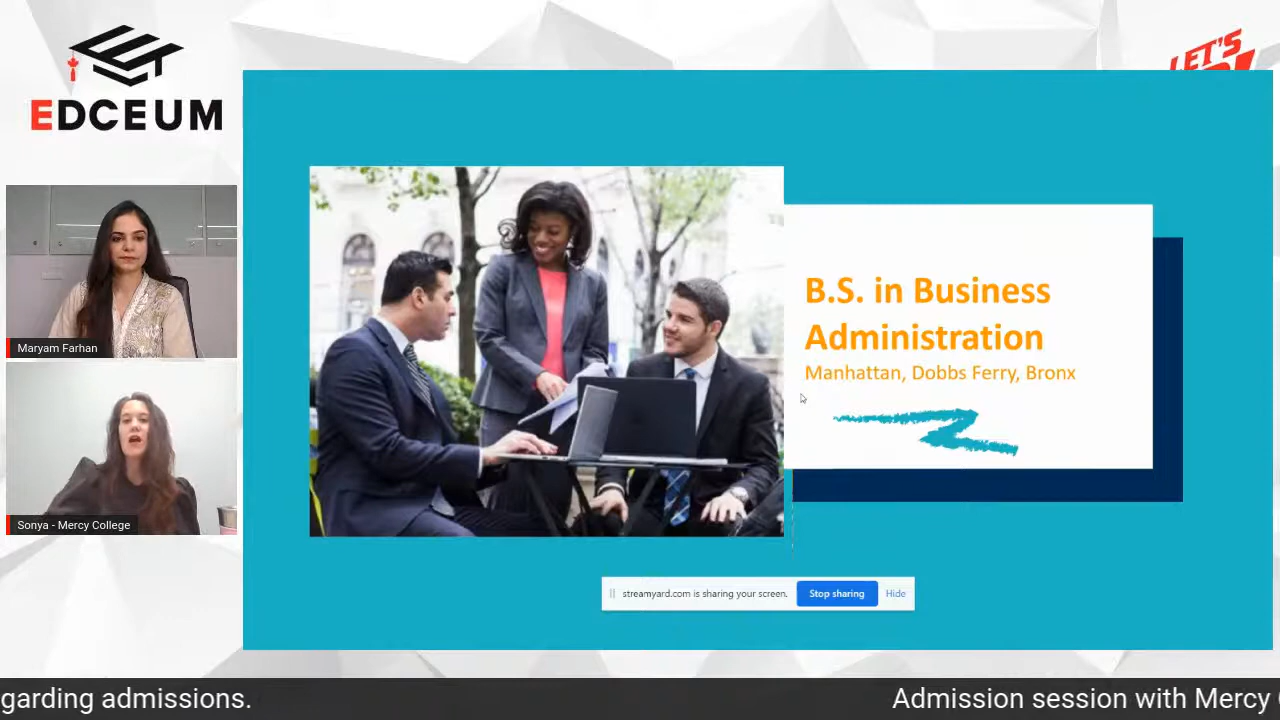 EDCEUM
LET'S
Maryam Farhan
Sonya - Mercy College
B.S. in Business
Administration
Manhattan, Dobbs Ferry, Bronx
streamyard.com is sharing your screen.
Stop sharing
Hide
garding admissions.
Admission session with Mercy